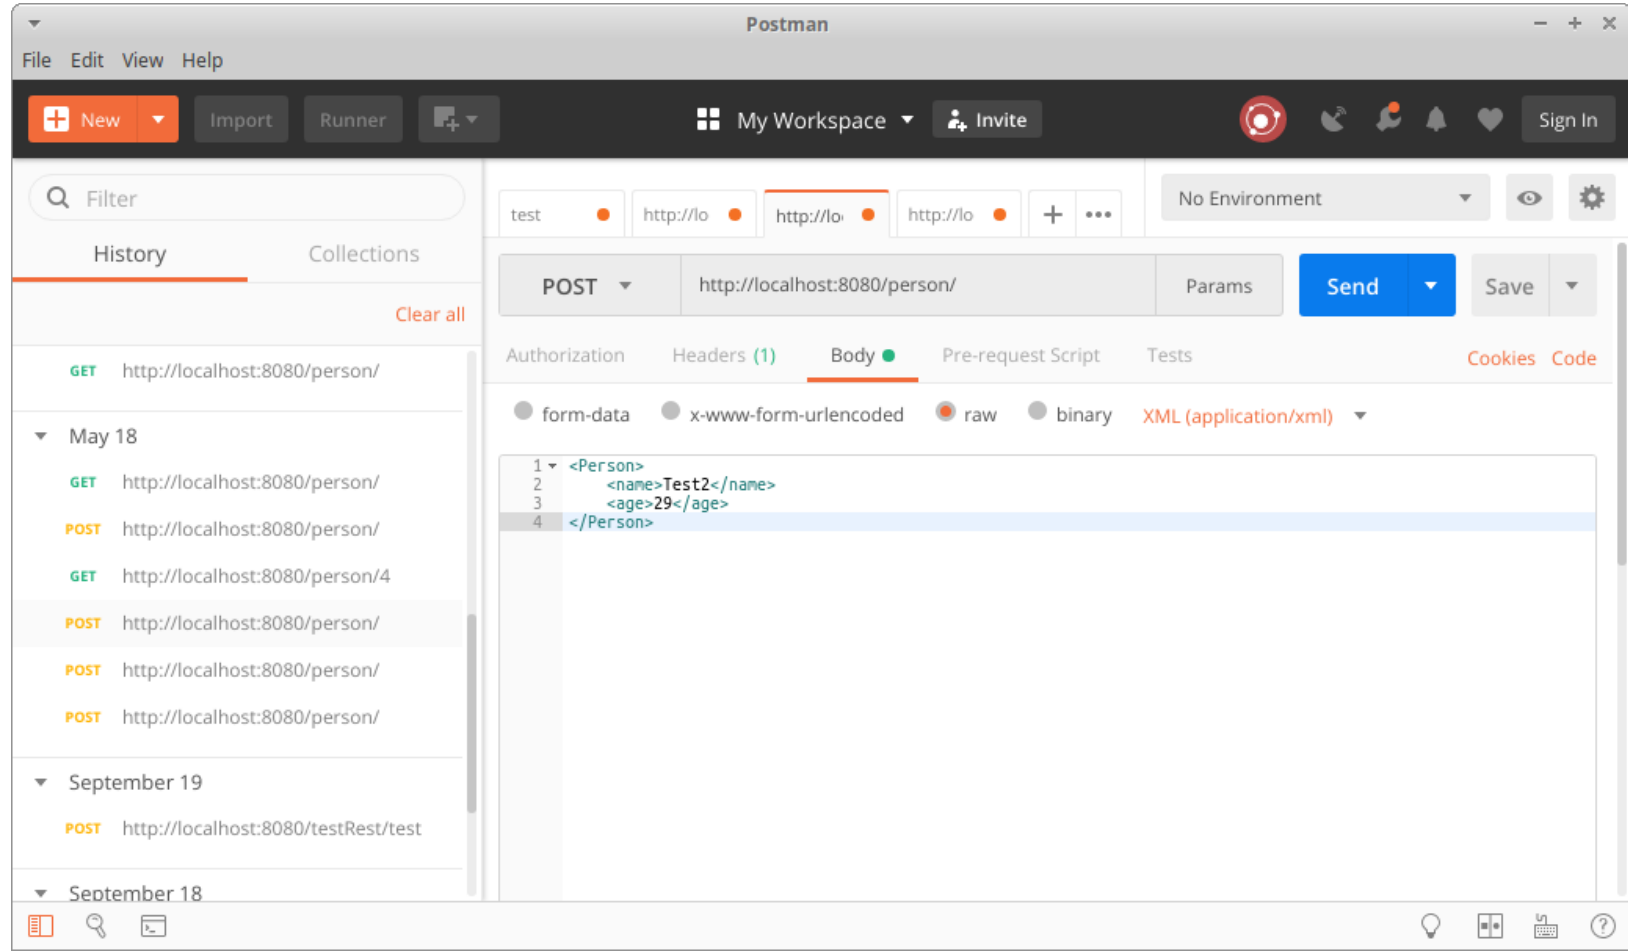 Postman
File Edit View Help
New Import Runner My Workspace Invite Sign In
Filter
History Collections
Clear all
GET http://localhost:8080/person/
May 18
GET http://localhost:8080/person/
POST http://localhost:8080/person/
GET http://localhost:8080/person/4
POST http://localhost:8080/person/
POST http://localhost:8080/person/
POST http://localhost:8080/person/
September 19
POST http://localhost:8080/testRest/test
September 18
test http://lo http://lo http://lo + •••
No Environment
POST http://localhost:8080/person/ Params Send Save
Authorization Headers (1) Body Pre-request Script Tests Cookies Code
form-data x-www-form-urlencoded raw binary XML (application/xml)
1 <Person>
2 <name>Test2</name>
3 <age>29</age>
4 </Person>